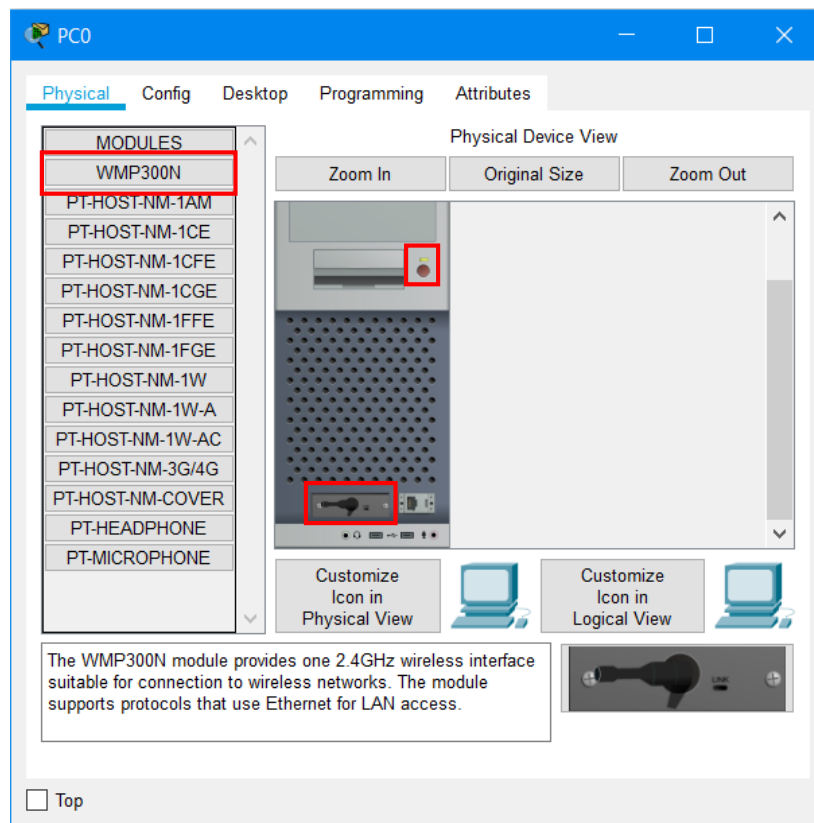 PC0
Physical Config Desktop Programming Attributes
MODULES
WMP300N
PT-HOST-NM-1AM
PT-HOST-NM-1CE
PT-HOST-NM-1CFE
PT-HOST-NM-1CGE
PT-HOST-NM-1FFE
PT-HOST-NM-1FGE
PT-HOST-NM-1W
PT-HOST-NM-1W-A
PT-HOST-NM-1W-AC
PT-HOST-NM-3G/4G
PT-HOST-NM-COVER
PT-HEADPHONE
PT-MICROPHONE
Physical Device View
Zoom In Original Size Zoom Out
Customize
Icon in
Physical View
Customize
Icon in
Logical View
The WMP300N module provides one 2.4GHz wireless interface
suitable for connection to wireless networks. The module
supports protocols that use Ethernet for LAN access.
LINK
Top